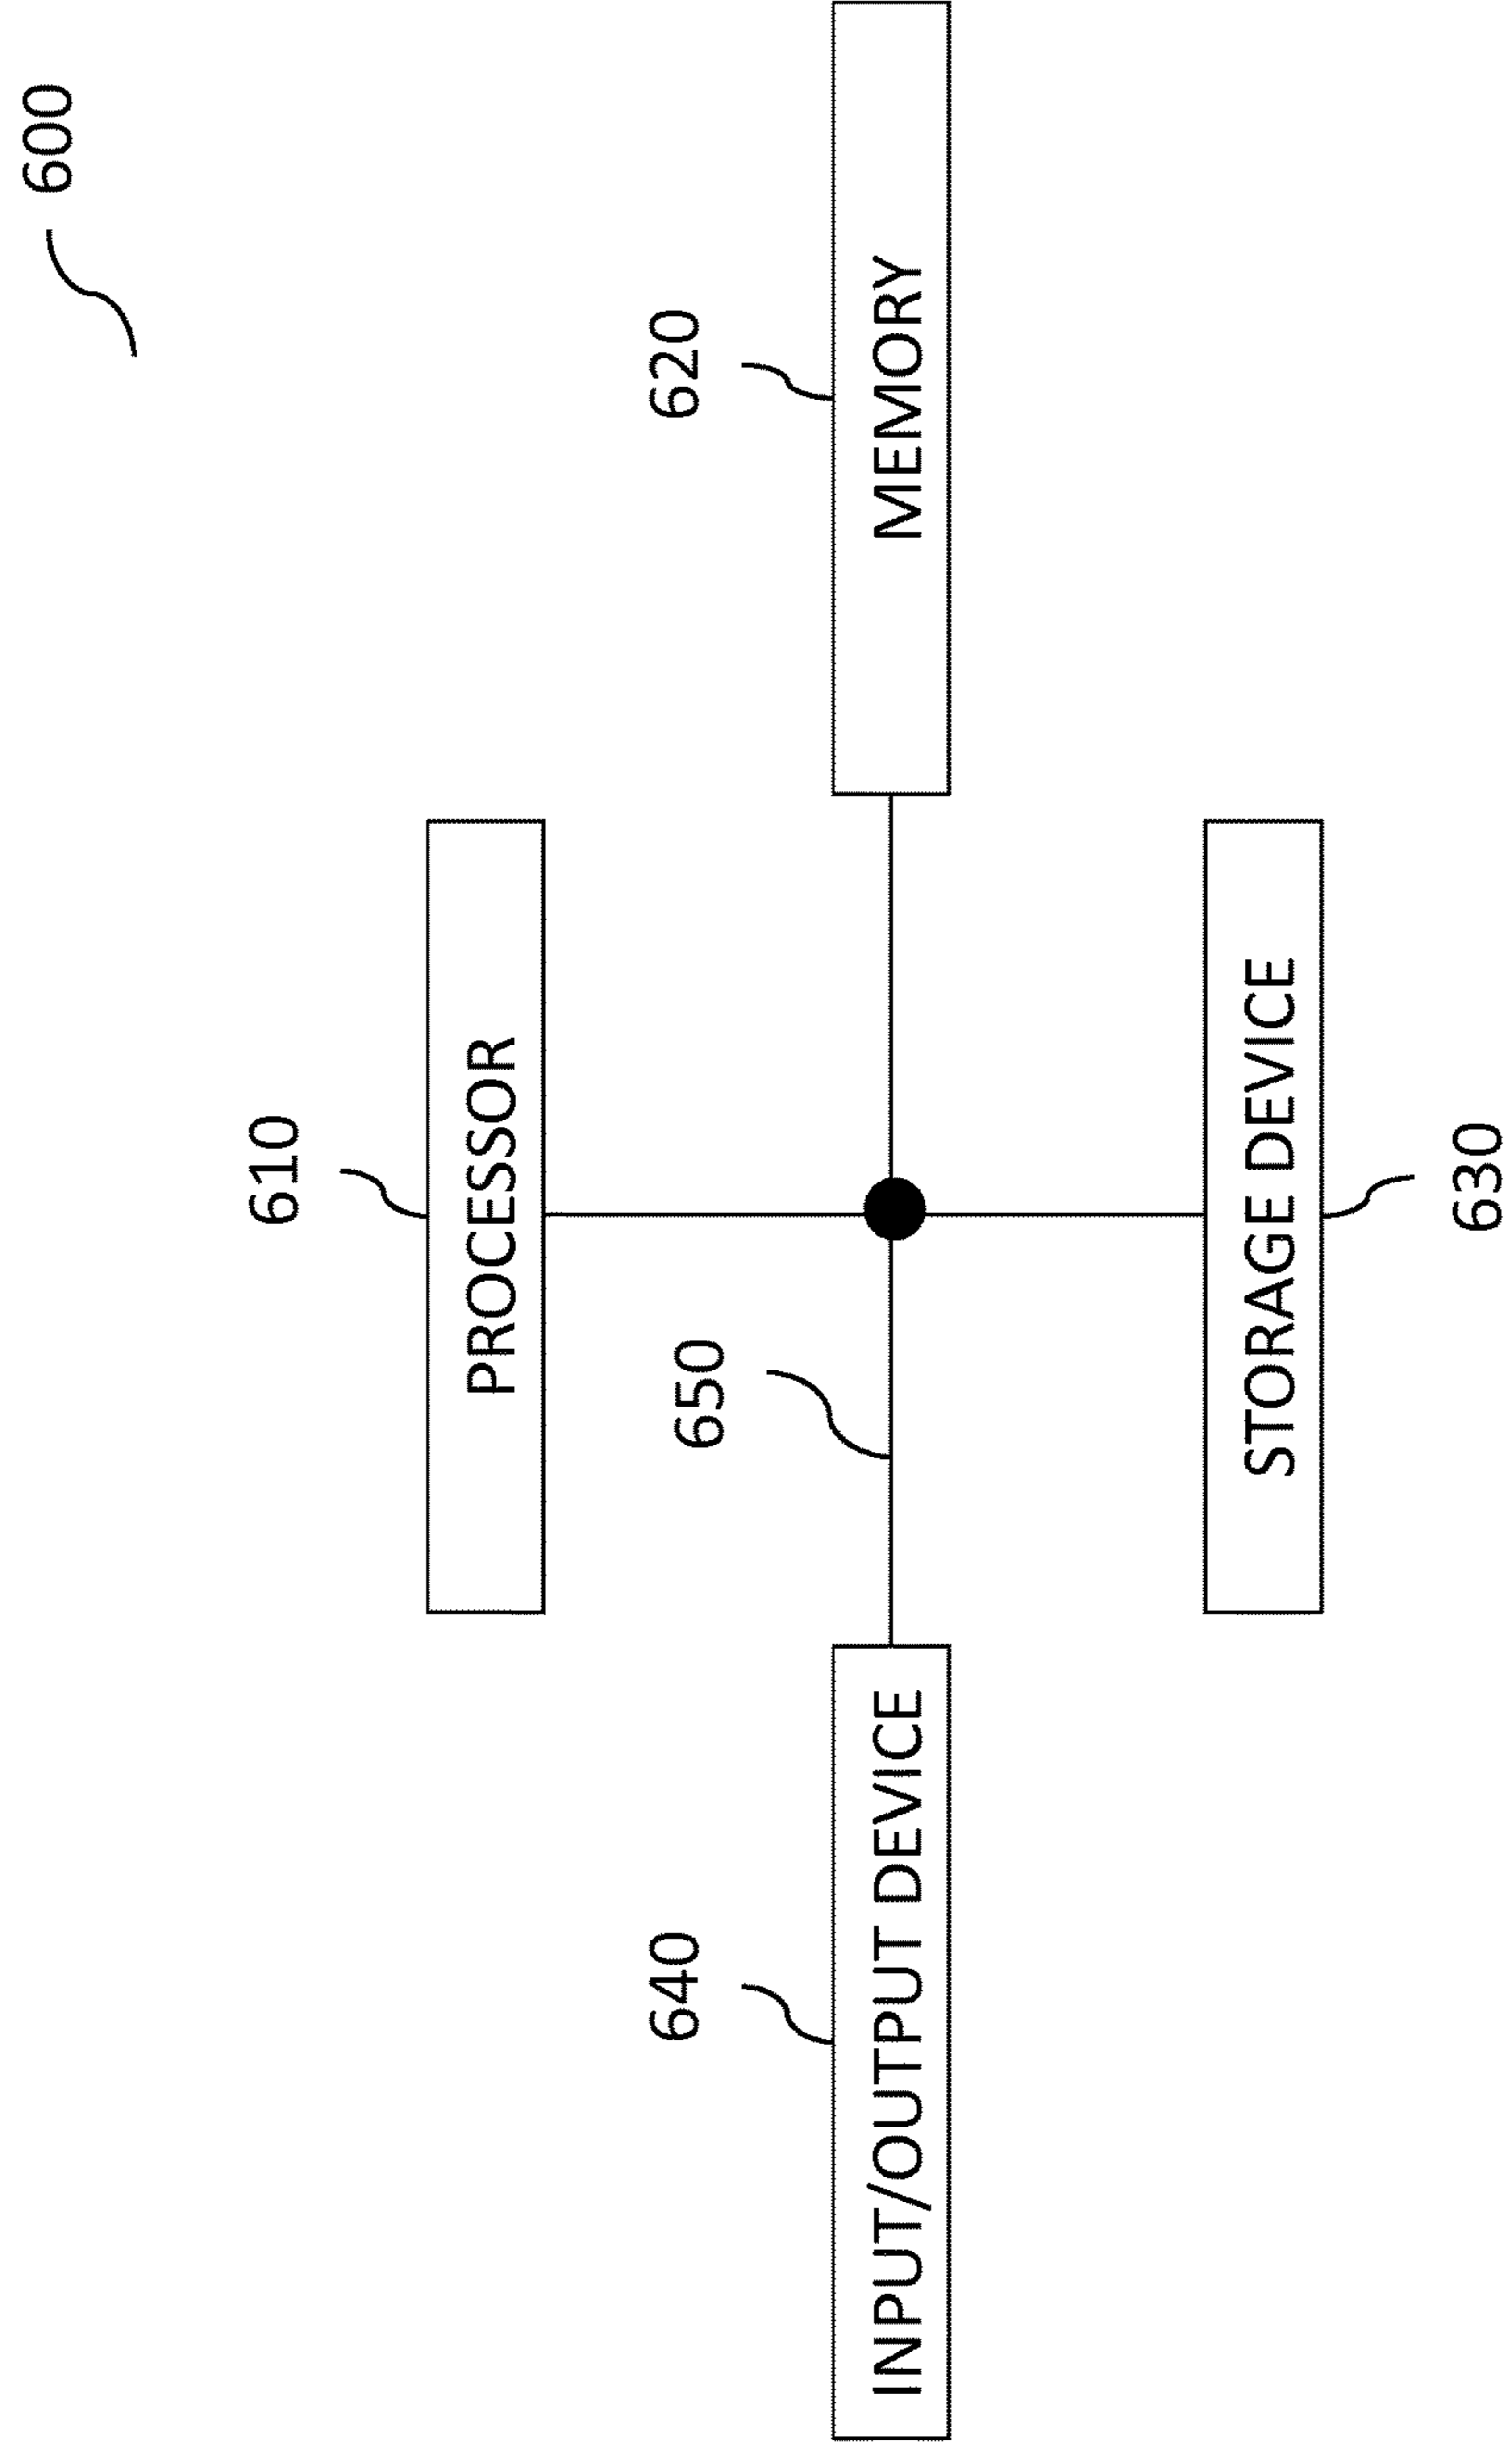 600
610
PROCESSOR
640
650
620
INPUT/OUTPUT DEVICE
MEMORY
STORAGE DEVICE
630